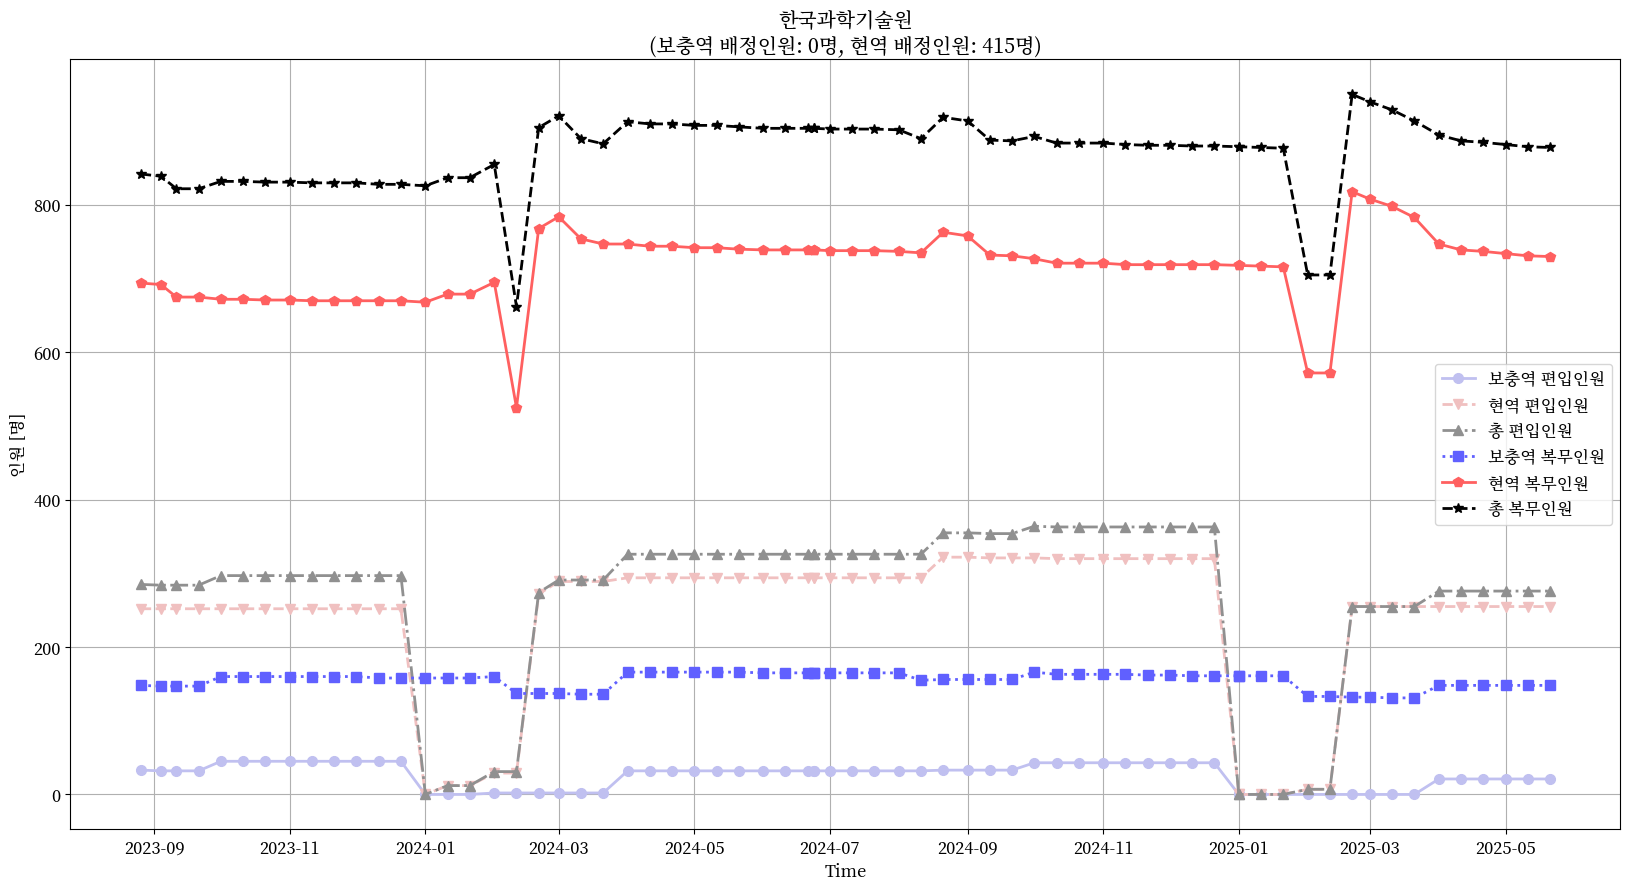 한국과학기술원
(보충역 배정인원: 0명, 현역 배정인원: 415명)
인원 [명]
800
600
400
200
0
보충역 편입인원
현역 편입인원
총 편입인원
보충역 복무인원
현역 복무인원
총 복무인원
2023-09
2023-11
2024-01
2024-03
2024-05
2024-07
2024-09
2024-11
2025-01
2025-03
2025-05
Time